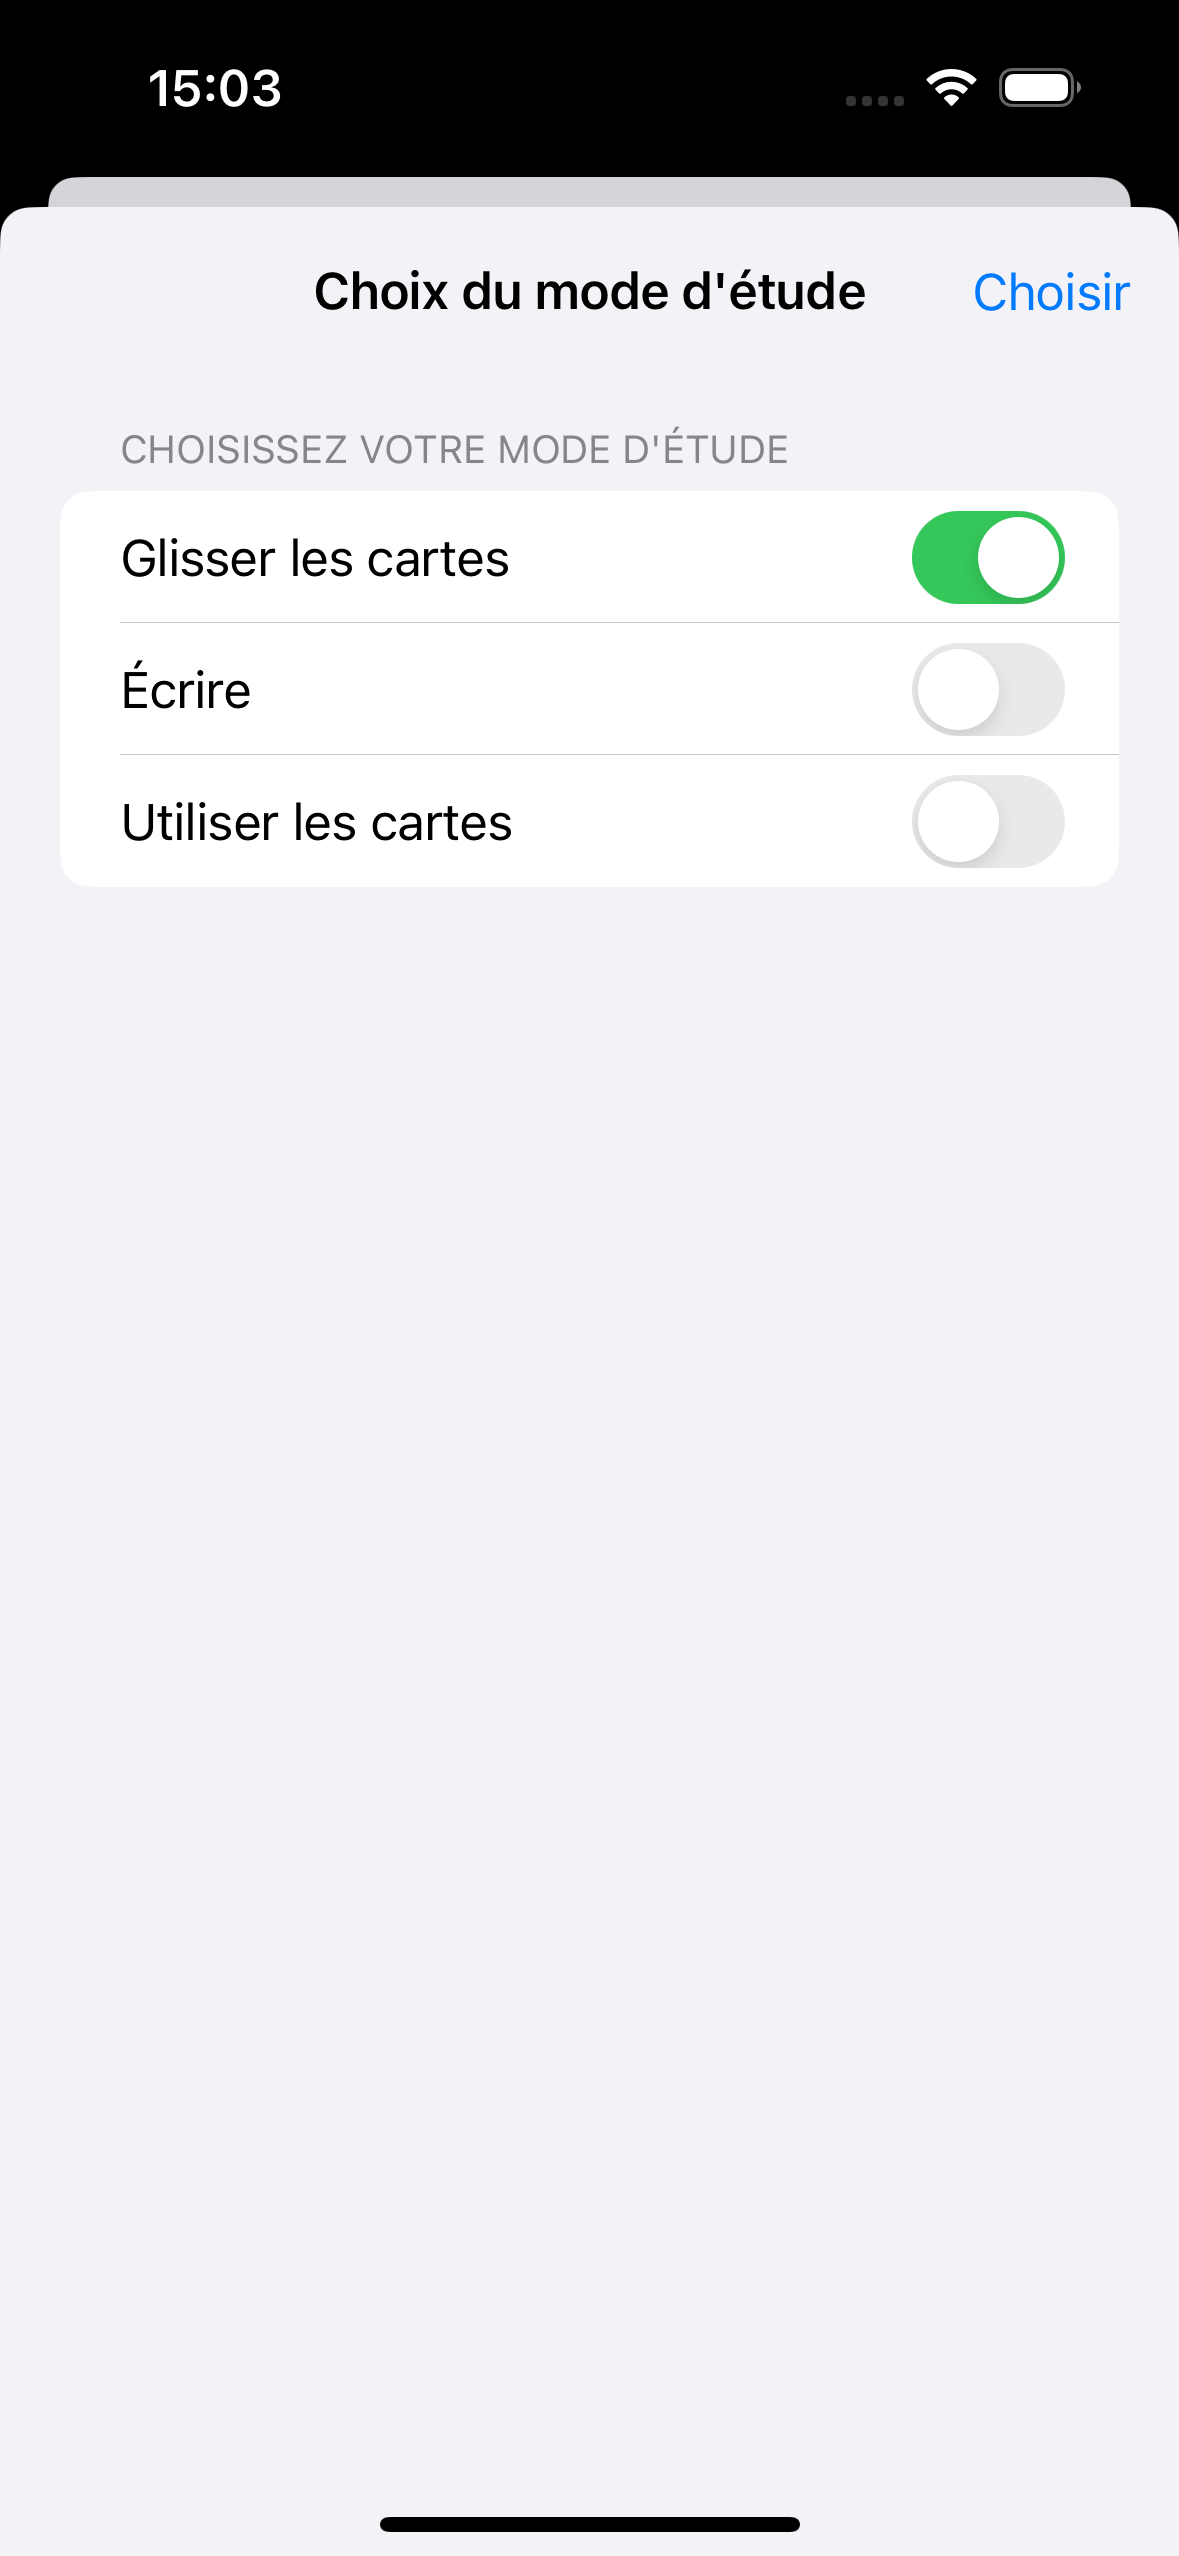 15:03
Choix du mode d'étude
Choisir
CHOISISSEZ VOTRE MODE D'ÉTUDE
Glisser les cartes
Écrire
Utiliser les cartes